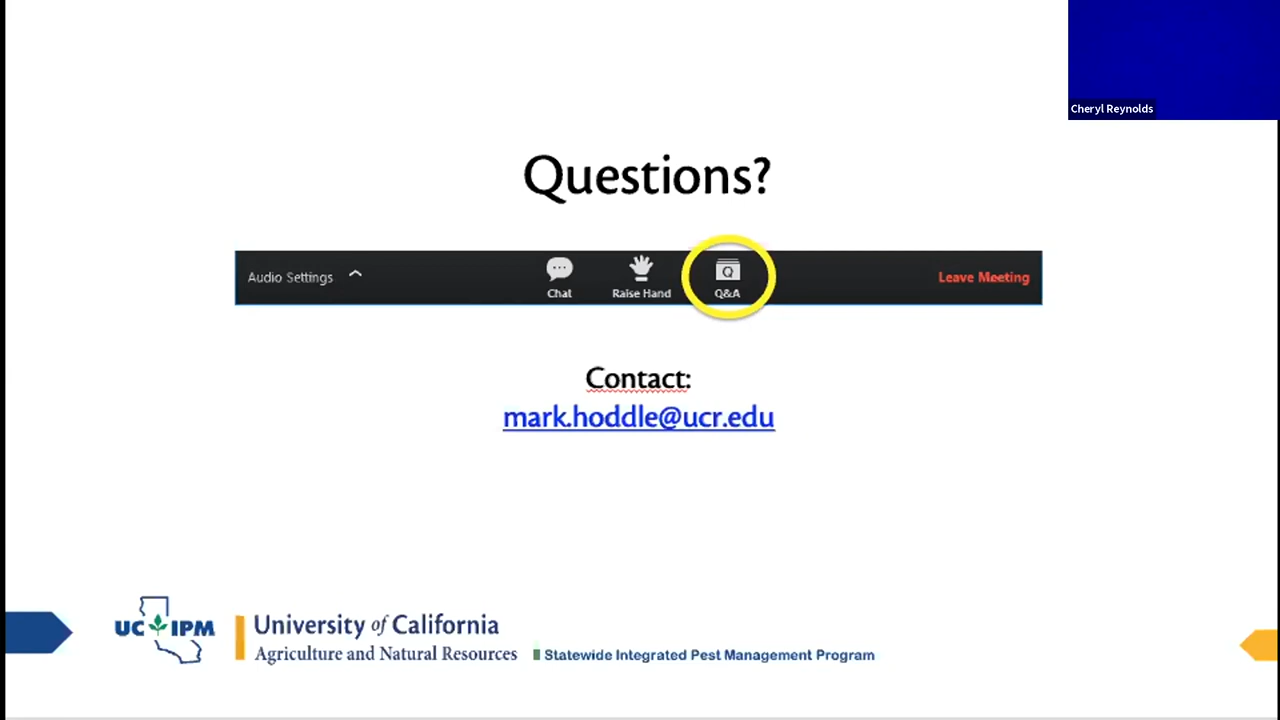 Cheryl Reynolds
Questions?
Audio Settings
Chat
Raise Hand
Q
Q&A
Leave Meeting
Contact:
mark.hoddle@ucr.edu
UC IPM
University of California
Agriculture and Natural Resources
Statewide Integrated Pest Management Program